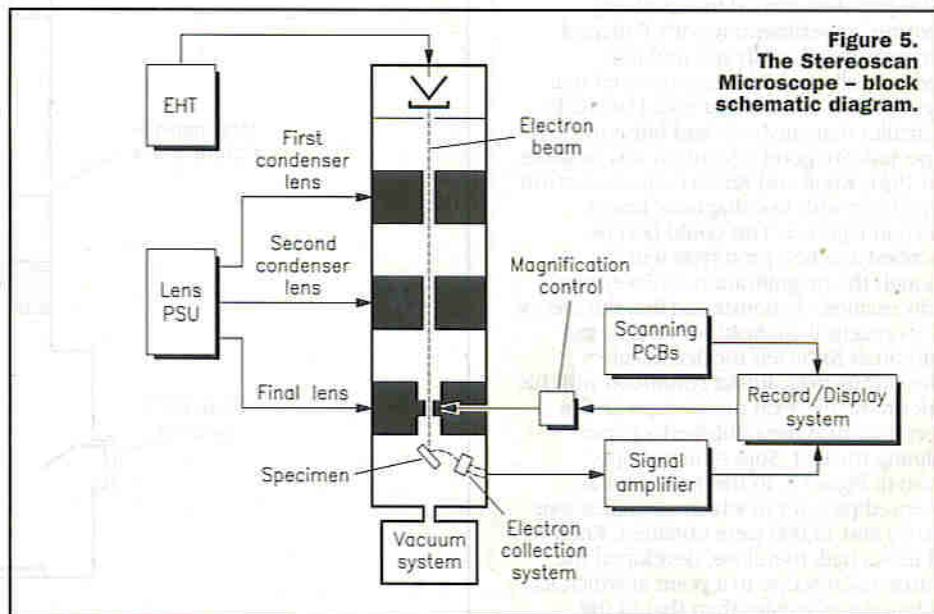 Figure 5.
The Stereoscan
Microscope – block
schematic diagram.
EHT
Electron
beam
First
condenser
lens
Second
condenser
lens
Lens
PSU
Magnification
control
Scanning
PCBs
Final lens
Record/Display
system
Specimen
Signal
amplifier
Vacuum
system
Electron
collection
system